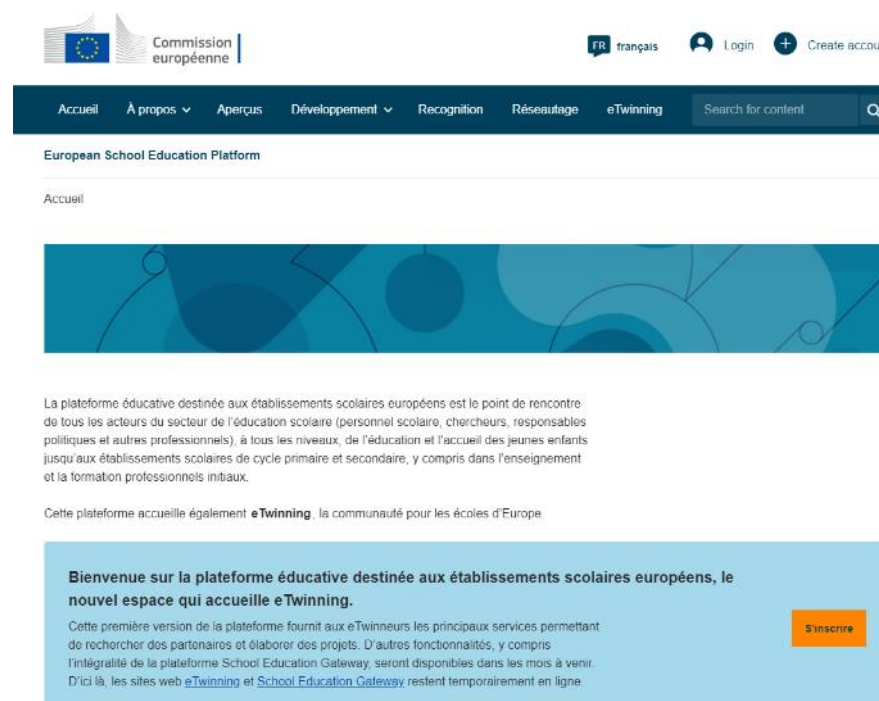 Commission
européenne
FR français Login Create accou
Accueil À propos Aperçus Développement Recognition Réseautage eTwinning Search for content
European School Education Platform
Accueil
La plateforme éducative destinée aux établissements scolaires européens est le point de rencontre
de tous les acteurs du secteur de l'éducation scolaire (personnel scolaire, chercheurs, responsables
politiques et autres professionnels), à tous les niveaux, de l'éducation et l'accueil des jeunes enfants
jusqu'aux établissements scolaires de cycle primaire et secondaire, y compris dans l'enseignement
et la formation professionnels initiaux.
Cette plateforme accueille également eTwinning, la communauté pour les écoles d'Europe
Bienvenue sur la plateforme éducative destinée aux établissements scolaires européens, le
nouvel espace qui accueille eTwinning.
Cette première version de la plateforme fournit aux eTwinneurs les principaux services permettant
de rechercher des partenaires et élaborer des projets. D'autres fonctionnalités, y compris
l'intégralité de la plateforme School Education Gateway, seront disponibles dans les mois à venir.
D'ici là, les sites web eTwinning et School Education Gateway restent temporairement en ligne
S'inscrire